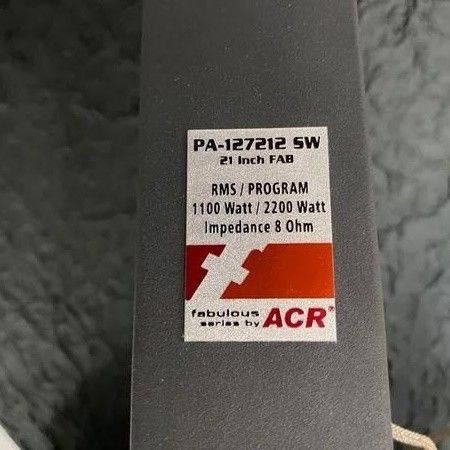 PA-127212 SW
21 Inch FAB
RMS / PROGRAM
1100 Watt / 2200 Watt
Impedance 8 Ohm
fabulous
series by ACR®